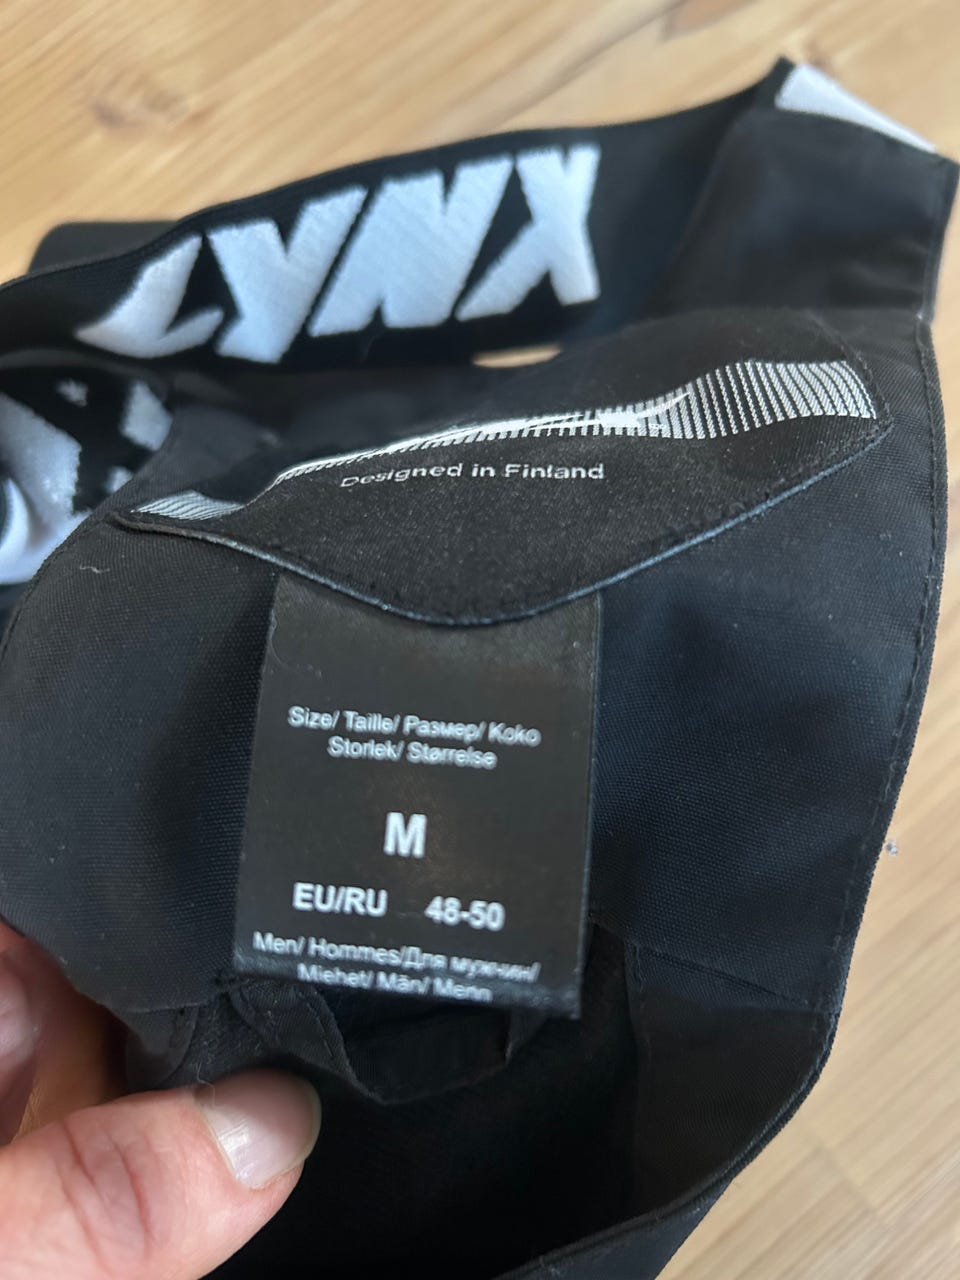 LYNX
Designed in Finland
Size/ Taille/ Размер/ Koko
Storlek/ Størrelse
M
EU/RU 48-50
Men/ Hommes/Для мужчин/
Miehet/ Män/ Menn